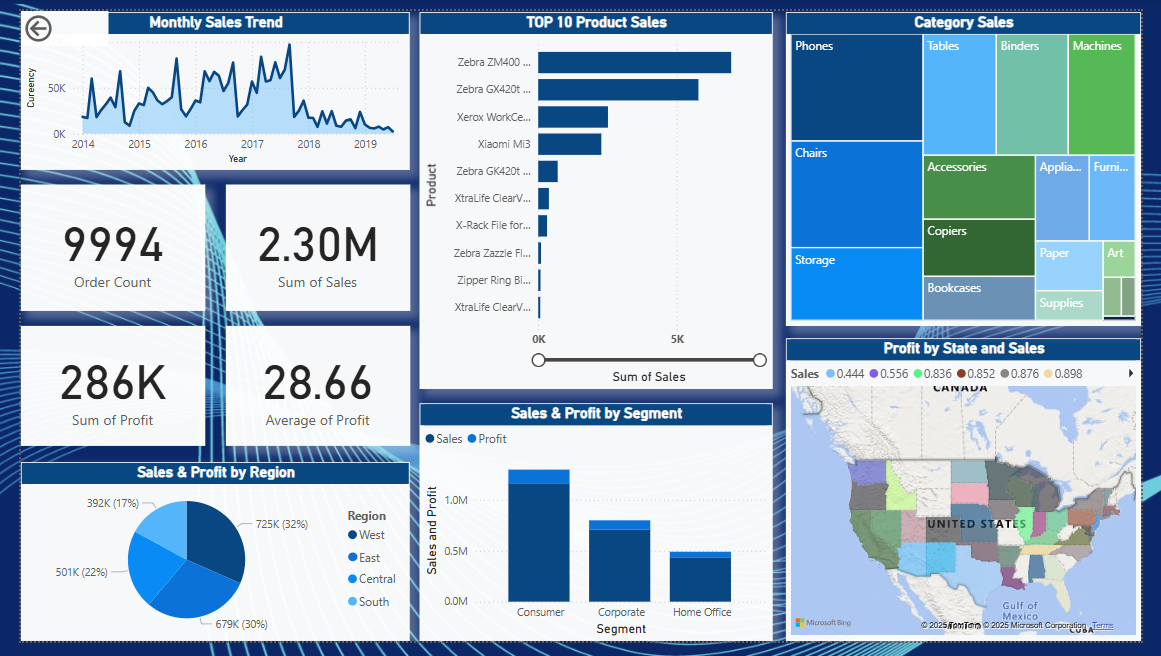 Monthly Sales Trend
Cureency
50K
0K
2014 2015 2016 2017 2018 2019
Year
9994
Order Count
2.30M
Sum of Sales
286K
Sum of Profit
28.66
Average of Profit
Sales & Profit by Region
392K (17%)
725K (32%)
501K (22%)
679K (30%)
Region
West
East
Central
South
TOP 10 Product Sales
Product
Zebra ZM400 ...
Zebra GX420t ...
Xerox WorkCe...
Xiaomi Mi3
Zebra GK420t ...
XtraLife ClearV...
X-Rack File for...
Zebra Zazzle Fl...
Zipper Ring Bi...
XtraLife ClearV...
0K 5K
Sum of Sales
Sales & Profit by Segment
Sales Profit
Sales and Profit
1.0M
0.5M
0.0M
Consumer Corporate Home Office
Segment
Category Sales
Phones
Chairs
Storage
Tables
Binders
Machines
Accessories
Copiers
Bookcases
Applia...
Furni...
Paper
Art
Supplies
Profit by State and Sales
Sales 0.444 0.556 0.836 0.852 0.876 0.898
CANADA
UNITED STATES
Gulf of
Mexico
Microsoft Bing
© 2025 TomTom © 2025 Microsoft Corporation Terms
CUBA